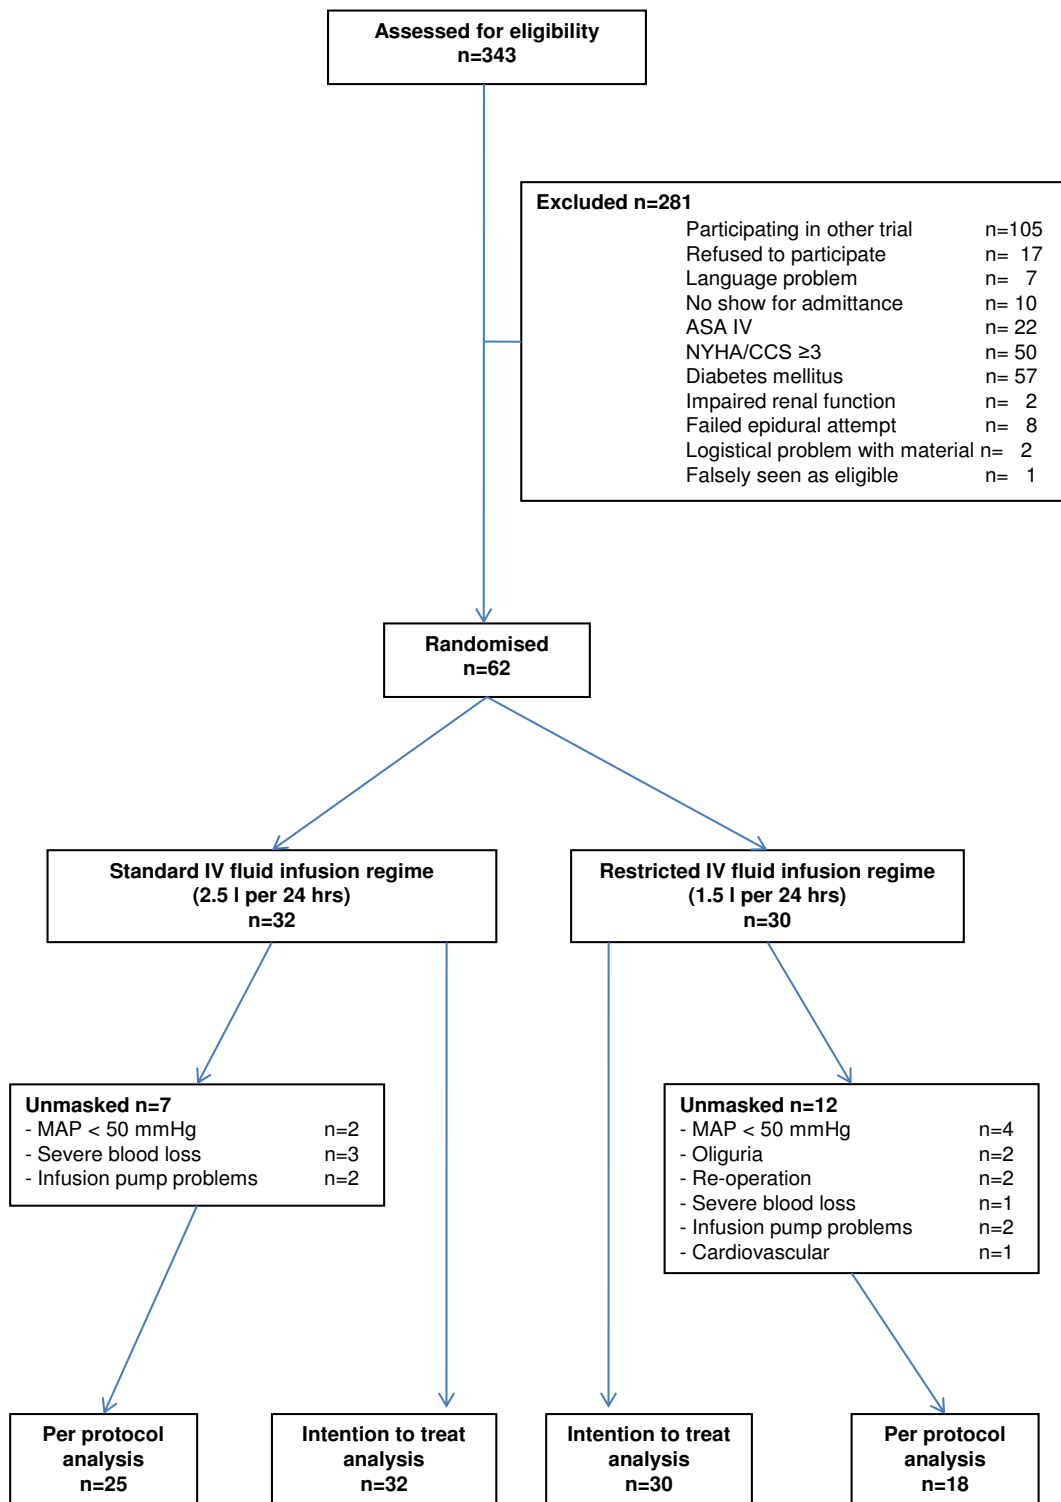 Assessed for eligibility
n=343
Excluded n=281
Participating in other trial n=105
Refused to participate n= 17
Language problem n= 7
No show for admittance n= 10
ASA IV n= 22
NYHA/CCS ≥3 n= 50
Diabetes mellitus n= 57
Impaired renal function n= 2
Failed epidural attempt n= 8
Logistical problem with material n= 2
Falsely seen as eligible n= 1
Randomised
n=62
Standard IV fluid infusion regime
(2.5 l per 24 hrs)
n=32
Restricted IV fluid infusion regime
(1.5 l per 24 hrs)
n=30
Unmasked n=7
- MAP < 50 mmHg n=2
- Severe blood loss n=3
- Infusion pump problems n=2
Unmasked n=12
- MAP < 50 mmHg n=4
- Oliguria n=2
- Re-operation n=2
- Severe blood loss n=1
- Infusion pump problems n=2
- Cardiovascular n=1
Per protocol
analysis
n=25
Intention to treat
analysis
n=32
Intention to treat
analysis
n=30
Per protocol
analysis
n=18